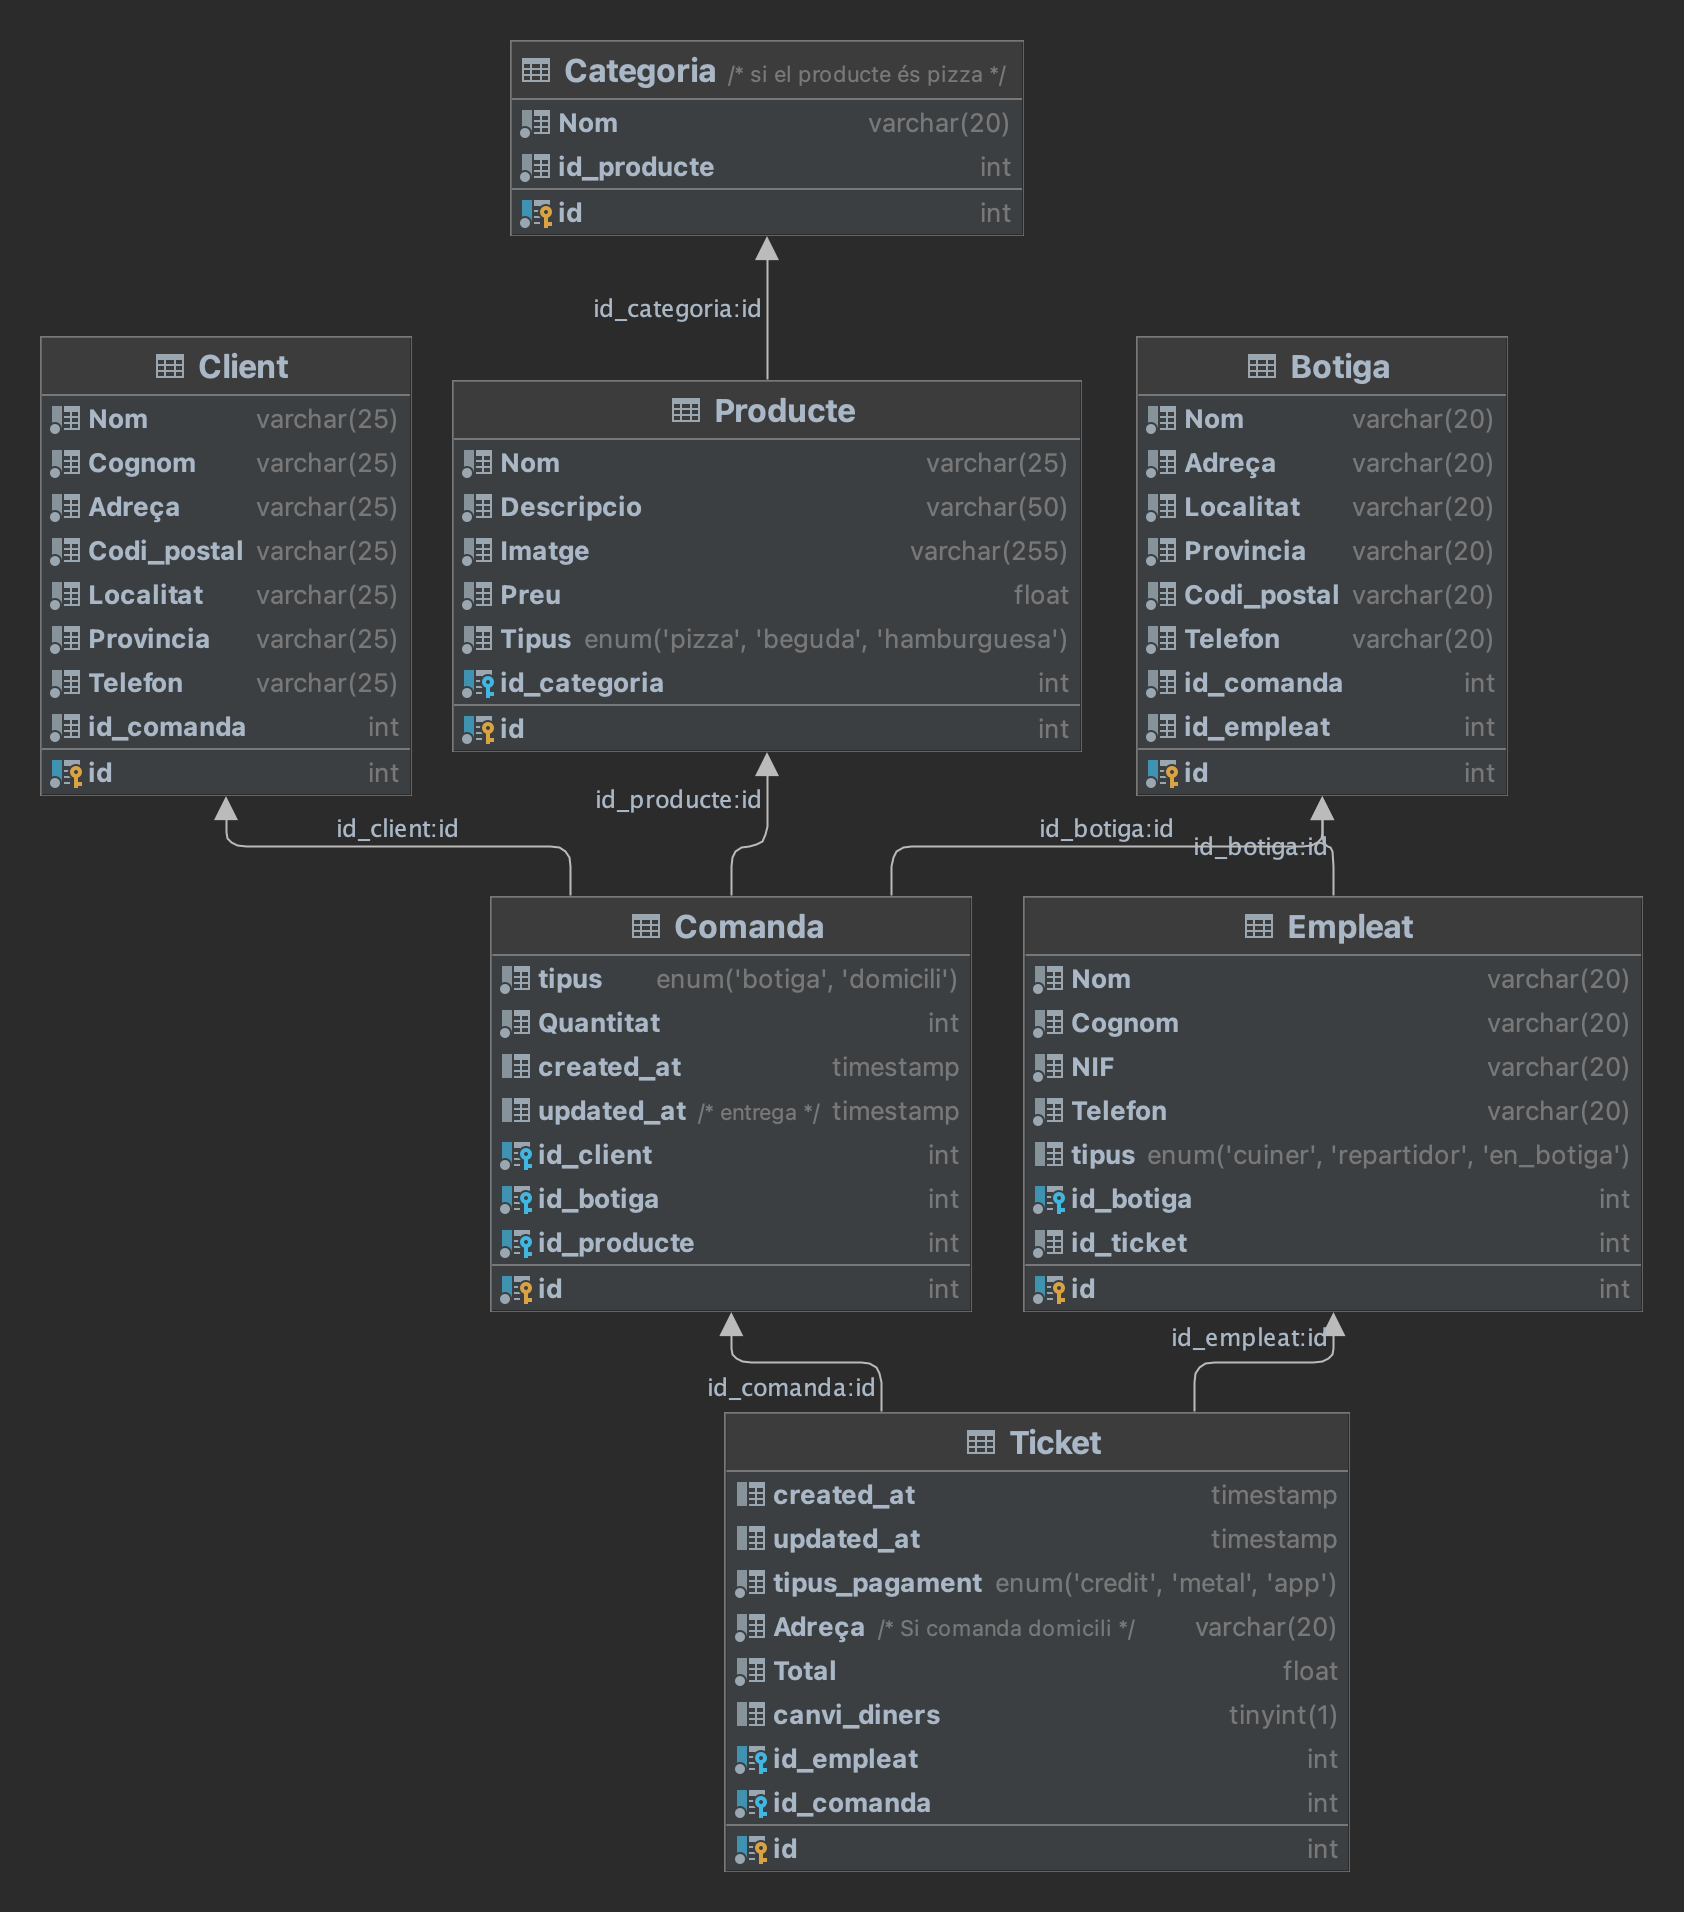 Categoria /* si el producte és pizza */
Nom varchar(20)
id_producte int
id int
id_categoria:id
Client
Nom varchar(25)
Cognom varchar(25)
Adreça varchar(25)
Codi_postal varchar(25)
Localitat varchar(25)
Provincia varchar(25)
Telefon varchar(25)
id_comanda int
id int
Producte
Nom varchar(25)
Descripcio varchar(50)
Imatge varchar(255)
Preu float
Tipus enum('pizza', 'beguda', 'hamburguesa')
id_categoria int
id int
Botiga
Nom varchar(20)
Adreça varchar(20)
Localitat varchar(20)
Provincia varchar(20)
Codi_postal varchar(20)
Telefon varchar(20)
id_comanda int
id_empleat int
id int
id_client:id
id_producte:id
id_botiga:id
id_botiga:id
Comanda
tipus enum('botiga', 'domicili')
Quantitat int
created_at timestamp
updated_at /* entrega */ timestamp
id_client int
id_botiga int
id_producte int
id int
Empleat
Nom varchar(20)
Cognom varchar(20)
NIF varchar(20)
Telefon varchar(20)
tipus enum('cuiner', 'repartidor', 'en_botiga')
id_botiga int
id_ticket int
id int
id_comanda:id
id_empleat:id
Ticket
created_at timestamp
updated_at timestamp
tipus_pagament enum('credit', 'metal', 'app')
Adreça /* Si comanda domicili */ varchar(20)
Total float
canvi_diners tinyint(1)
id_empleat int
id_comanda int
id int